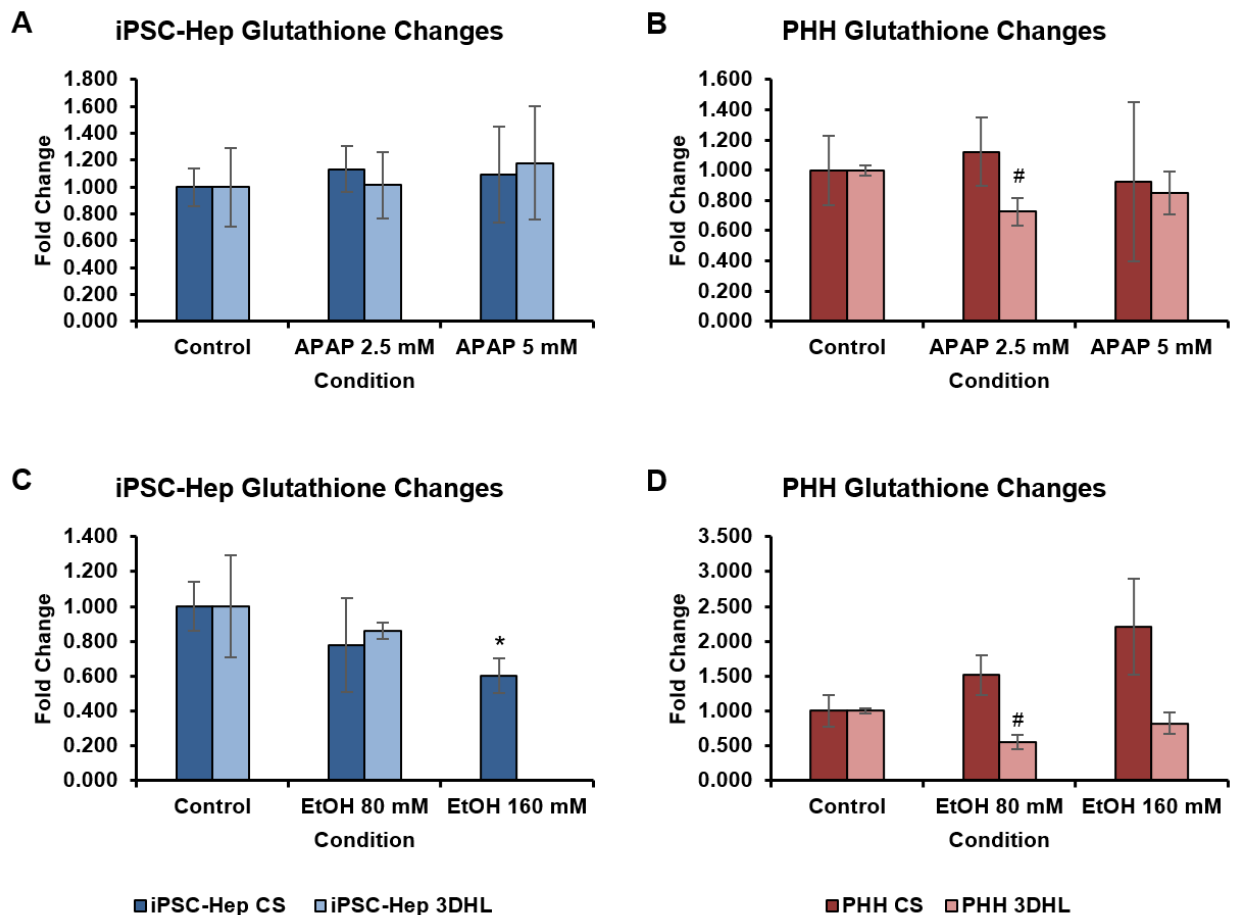 A
iPSC-Hep Glutathione Changes
1.800
1.600
1.400
1.200
1.000
0.800
0.600
0.400
0.200
0.000
Fold Change
Control
APAP 2.5 mM
APAP 5 mM
Condition
B
PHH Glutathione Changes
1.600
1.400
1.200
1.000
0.800
0.600
0.400
0.200
0.000
Fold Change
#
Control
APAP 2.5 mM
APAP 5 mM
Condition
C
iPSC-Hep Glutathione Changes
1.400
1.200
1.000
0.800
0.600
0.400
0.200
0.000
Fold Change
*
Control
EtOH 80 mM
EtOH 160 mM
Condition
iPSC-Hep CS
iPSC-Hep 3DHL
D
PHH Glutathione Changes
3.500
3.000
2.500
2.000
1.500
1.000
0.500
0.000
Fold Change
#
Control
EtOH 80 mM
EtOH 160 mM
Condition
PHH CS
PHH 3DHL